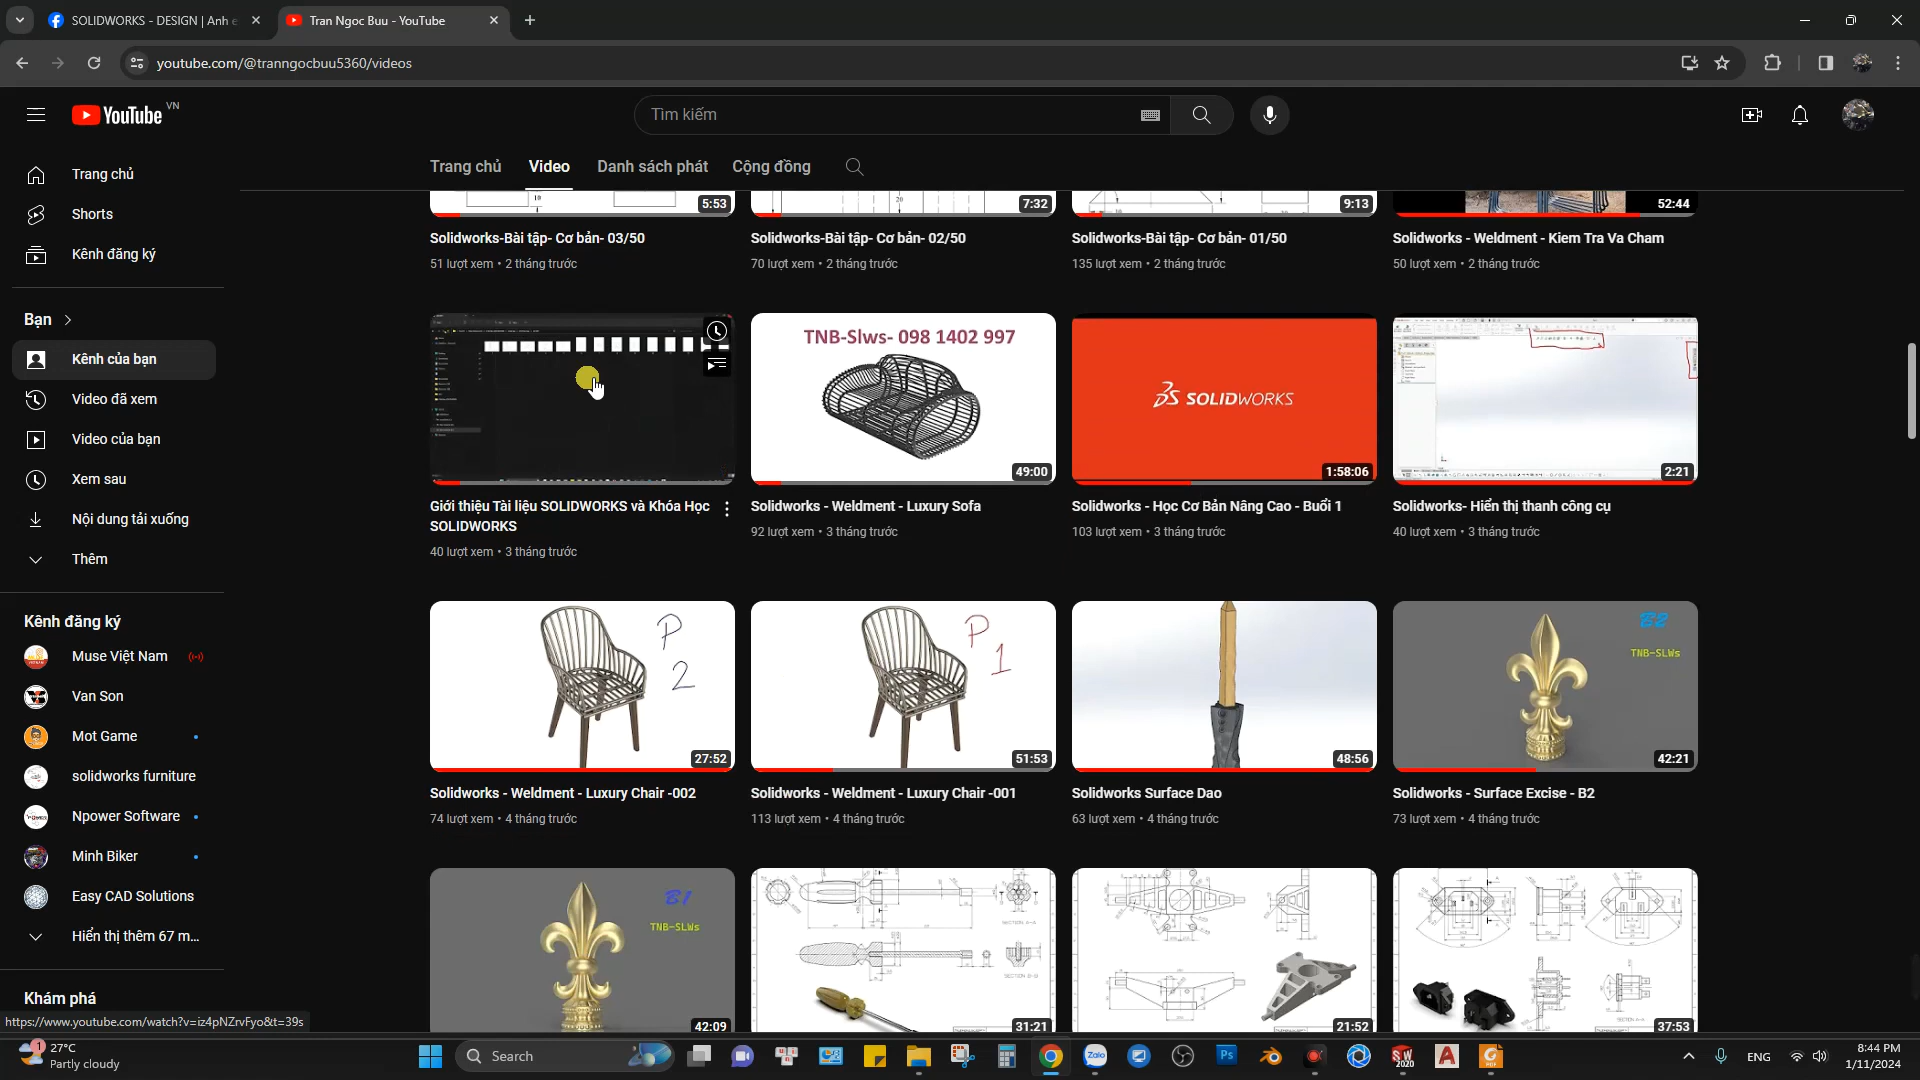 SOLIDWORKS - DESIGN | Anh e
Tran Ngoc Buu - YouTube
youtube.com/@tranngocbuu5360/videos
YouTube VN
Tìm kiếm
Trang chủ Video Danh sách phát Cộng đồng
Trang chủ
Shorts
Kênh đăng ký
Bạn
Kênh của bạn
Video đã xem
Video của bạn
Xem sau
Nội dung tải xuống
Thêm
Kênh đăng ký
Muse Việt Nam
Van Son
Mot Game
solidworks furniture
Npower Software
Minh Biker
Easy CAD Solutions
Hiển thị thêm 67 m...
Khám phá
10
5:53
20
7:32
9:13
52:44
Solidworks-Bài tập- Cơ bản- 03/50
51 lượt xem • 2 tháng trước
Solidworks-Bài tập- Cơ bản- 02/50
70 lượt xem • 2 tháng trước
Solidworks-Bài tập- Cơ bản- 01/50
135 lượt xem • 2 tháng trước
Solidworks - Weldment - Kiem Tra Va Cham
50 lượt xem • 2 tháng trước
Giới thiệu Tài liệu SOLIDWORKS và Khóa Học
SOLIDWORKS
40 lượt xem • 3 tháng trước
TNB-Slws- 098 1402 997
49:00
Solidworks - Weldment - Luxury Sofa
92 lượt xem • 3 tháng trước
SOLIDWORKS
1:58:06
Solidworks - Học Cơ Bản Nâng Cao - Buổi 1
103 lượt xem • 3 tháng trước
2:21
Solidworks- Hiển thị thanh công cụ
40 lượt xem • 3 tháng trước
P
2
27:52
Solidworks - Weldment - Luxury Chair -002
74 lượt xem • 4 tháng trước
P
1
51:53
Solidworks - Weldment - Luxury Chair -001
113 lượt xem • 4 tháng trước
48:56
Solidworks Surface Dao
63 lượt xem • 4 tháng trước
B2
TNB-SLWs
42:21
Solidworks - Surface Excise - B2
73 lượt xem • 4 tháng trước
B1
TNB-SLWs
42:09
SECTION A-A
SECTION B-B
31:21
21:52
37:53
https://www.youtube.com/watch?v=iz4pNZrvFyo&t=39s
1
27°C
Partly cloudy
Search
Zalo
Ps
SW
2020
A
PDF
ENG
8:44 PM
1/11/2024